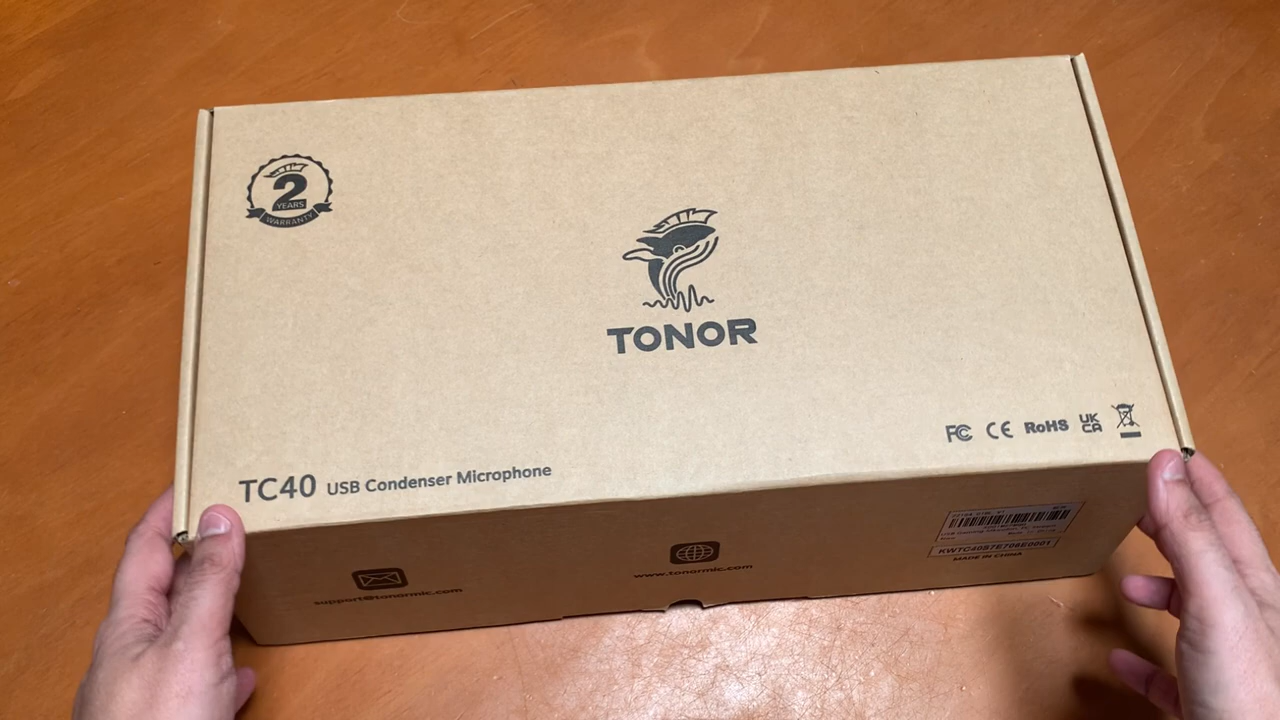 2
YEARS
WARRANTY
TONOR
FC CE RoHS UK
CA
TC40 USB Condenser Microphone
support@tonormic.com
www.tonormic.com
KWTC40B7E706E0001
MADE IN CHINA